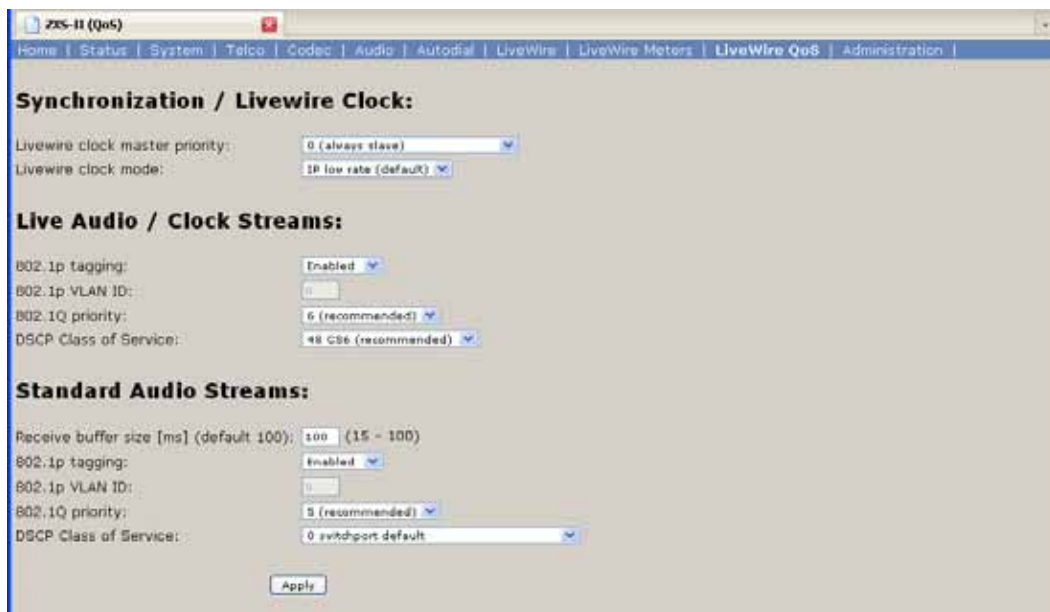 ZXS-II (QoS)
Home | Status | System | Telco | Codec | Audio | Autodial | LiveWire | LiveWire Meters | LiveWire QoS | Administration |
Synchronization / Livewire Clock:
Livewire clock master priority: 0 (always slave)
Livewire clock mode: IP low rate (default)
Live Audio / Clock Streams:
802.1p tagging: Enabled
802.1p VLAN ID: 0
802.1Q priority: 6 (recommended)
DSCP Class of Service: 48 CS6 (recommended)
Standard Audio Streams:
Receive buffer size [ms] (default 100): 100 (15 - 100)
802.1p tagging: Enabled
802.1p VLAN ID: 0
802.1Q priority: 5 (recommended)
DSCP Class of Service: 0 switchport default
Apply